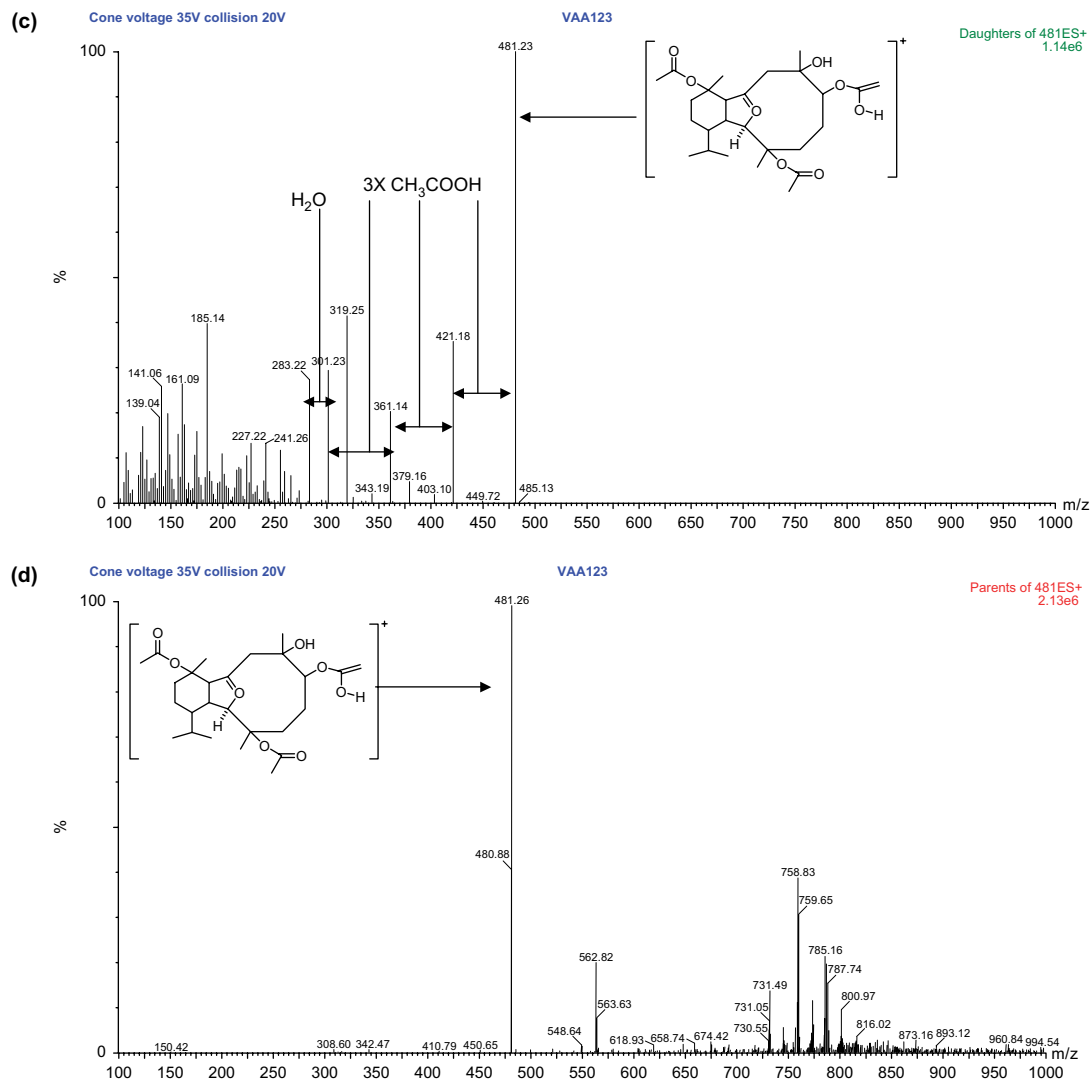 (c)
Cone voltage 35V collision 20V
VAA123
Daughters of 481ES+
1.14e6
100
481.23
+
O
O
OH
O
O
O
H
H
O
O
3X CH3COOH
H2O
%
185.14
319.25
421.18
283.22
301.23
141.06
161.09
361.14
139.04
227.22
241.26
379.16
343.19
403.10
449.72
485.13
0
100 150 200 250 300 350 400 450 500 550 600 650 700 750 800 850 900 950 1000 m/z
(d)
Cone voltage 35V collision 20V
VAA123
Parents of 481ES+
2.13e6
100
481.26
+
O
O
OH
O
O
O
H
H
O
O
%
480.88
758.83
759.65
562.82
785.16
787.74
731.49
563.63
800.97
731.05
548.64
730.55
816.02
618.93
658.74
674.42
873.16
893.12
150.42
308.60
342.47
410.79
450.65
960.84
994.54
0
100 150 200 250 300 350 400 450 500 550 600 650 700 750 800 850 900 950 1000 m/z